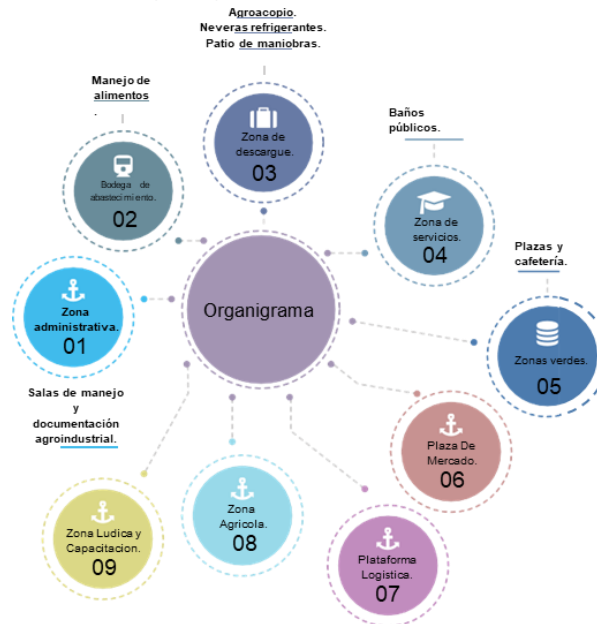 Agroacopio.
Neveras refrigerantes.
Patio de maniobras.
Manejo de
alimentos
.
Baños
públicos.
Zona de
descargue.
03
Bodega de
abastecimiento.
02
Zona de
servicios.
04
Plazas y
cafetería.
Organigrama
Zona
administrativa.
01
Zonas verdes.
05
Salas de manejo
y
documentación
agroindustrial.
Plaza De
Mercado.
06
Zona
Agricola.
08
Zona Ludica y
Capacitacion.
09
Plataforma
Logistica.
07